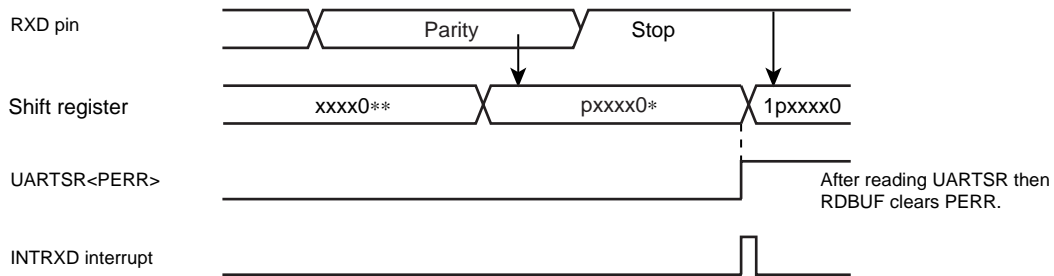 RXD pin
Parity
Stop
Shift register
xxxx0**
pxxxx0*
1pxxxx0
UARTSR<PERR>
After reading UARTSR then
RDBUF clears PERR.
INTRXD interrupt